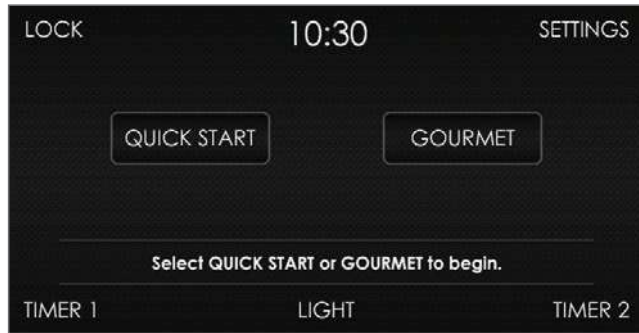 LOCK 10:30 SETTINGS
QUICK START GOURMET
Select QUICK START or GOURMET to begin.
TIMER 1 LIGHT TIMER 2